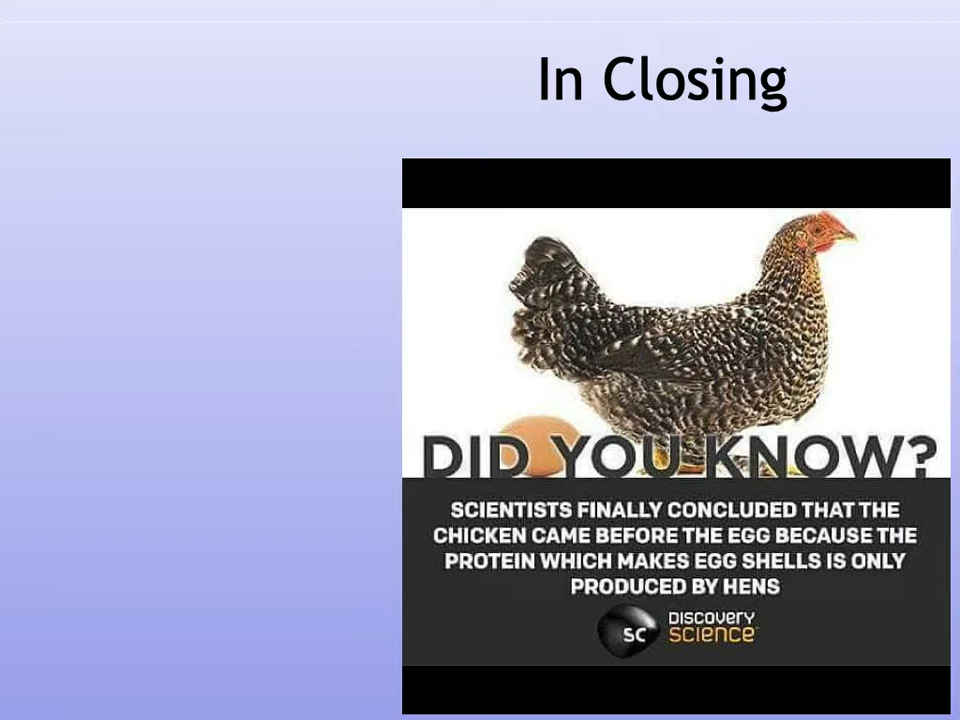 In Closing
DID YOU KNOW?
SCIENTISTS FINALLY CONCLUDED THAT THE
CHICKEN CAME BEFORE THE EGG BECAUSE THE
PROTEIN WHICH MAKES EGG SHELLS IS ONLY
PRODUCED BY HENS
SC DISCOVERY
SCIENCE™